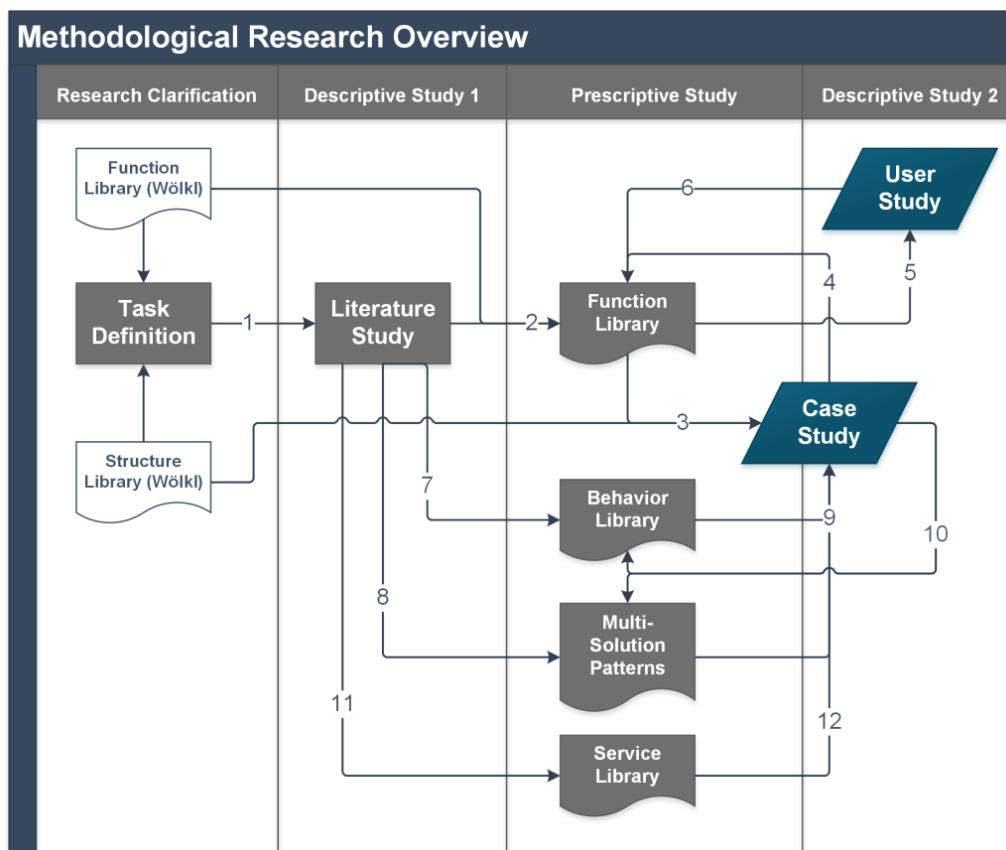 Methodological Research Overview
Research Clarification
Descriptive Study 1
Prescriptive Study
Descriptive Study 2
Function
Library (Wölkl)
6
User
Study
5
4
Task
Definition
1
Literature
Study
2
Function
Library
3
Case
Study
Structure
Library (Wölkl)
7
Behavior
Library
9
10
8
Multi-
Solution
Patterns
11
12
Service
Library